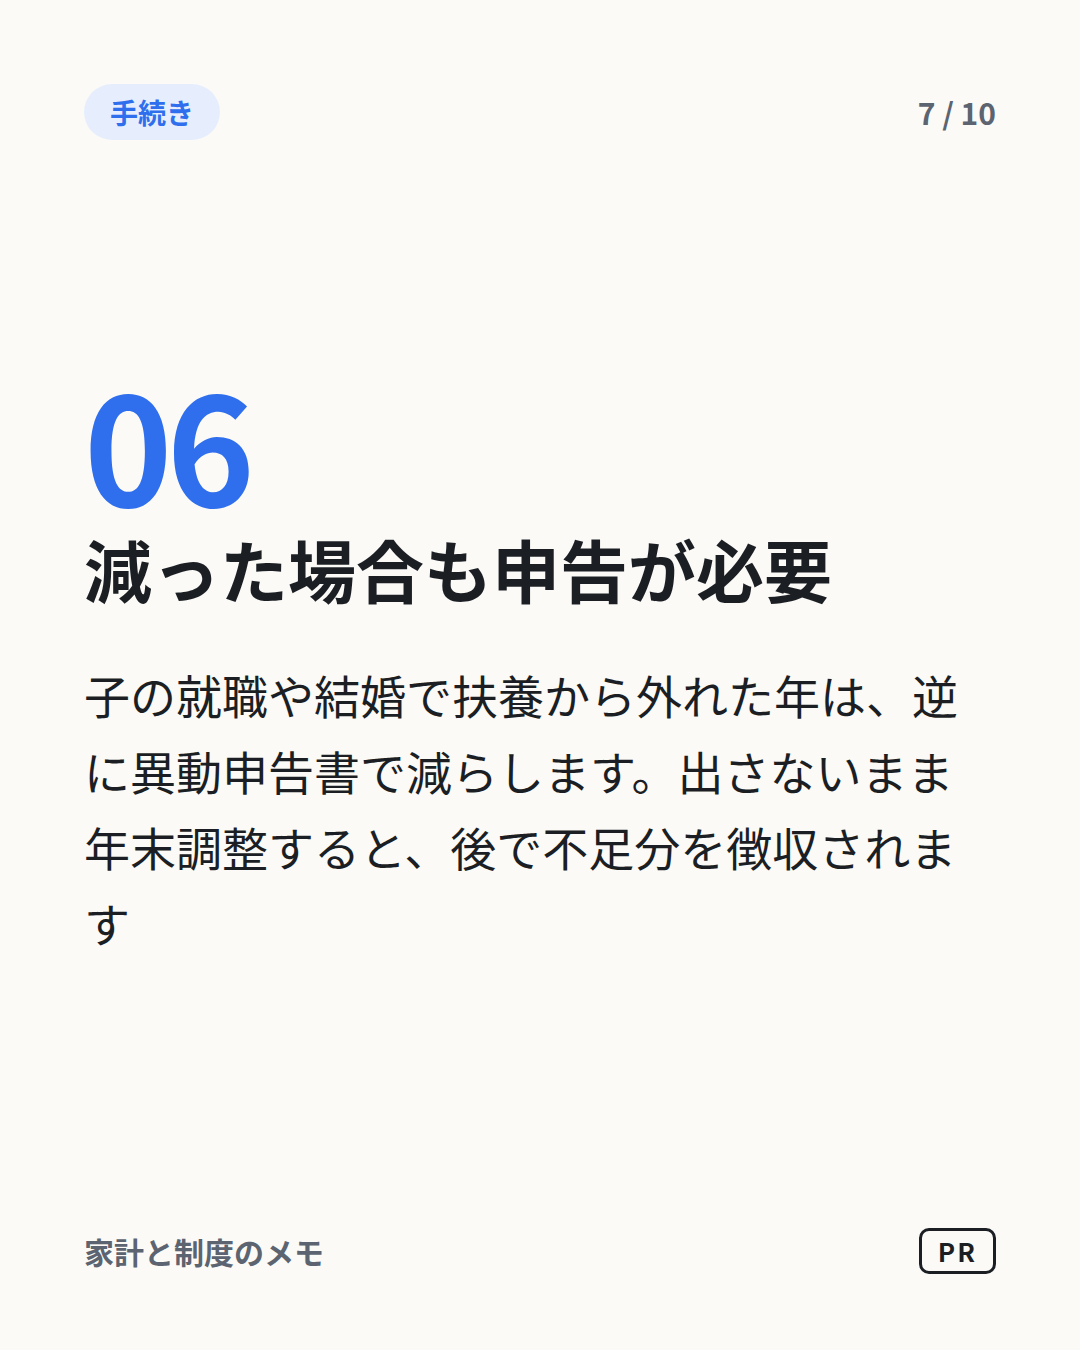 手続き
7 / 10
06
減った場合も申告が必要
子の就職や結婚で扶養から外れた年は、逆
に異動申告書で減らします。出さないまま
年末調整すると、後で不足分を徴収されま
す
家計と制度のメモ
PR